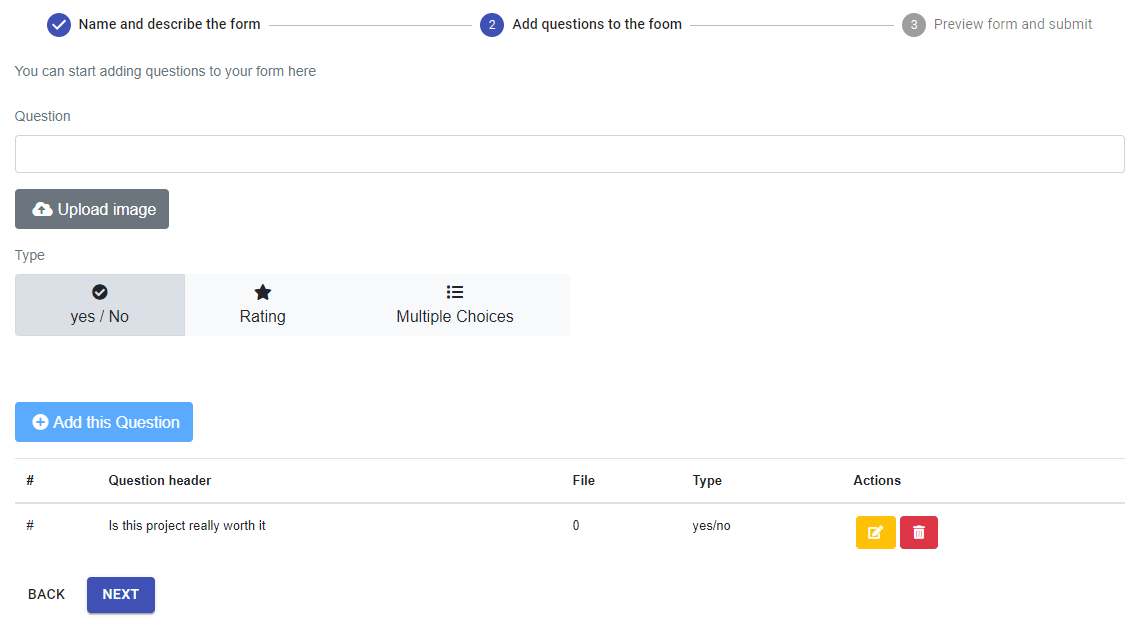 Name and describe the form 2 Add questions to the foom 3 Preview form and submit
You can start adding questions to your form here
Question
Upload image
Type
yes / No Rating Multiple Choices
Add this Question
# Question header File Type Actions
# Is this project really worth it 0 yes/no
BACK NEXT